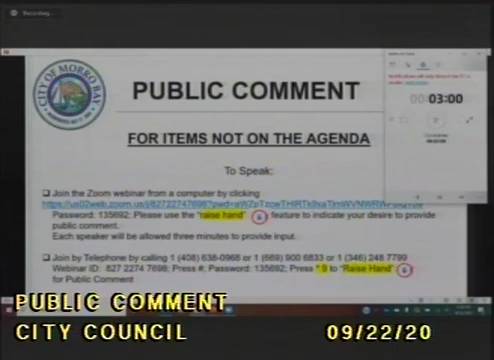 Recording...
CITY OF MORRO BAY
PUBLIC COMMENT
00:03:00
FOR ITEMS NOT ON THE AGENDA
To Speak:
Join the Zoom webinar from a computer by clicking
Password: 135692; Please use the "raise hand" feature to indicate your desire to provide
public comment.
Each speaker will be allowed three minutes to provide input.
Join by Telephone by calling 1 (408) 638-0968 or 1 (669) 900 6833 or 1 (346) 248 7799
Webinar ID: 827 2274 7698; Press #; Password: 135692; Press * 9 to "Raise Hand"
for Public Comment
PUBLIC COMMENT
CITY COUNCIL 09/22/20